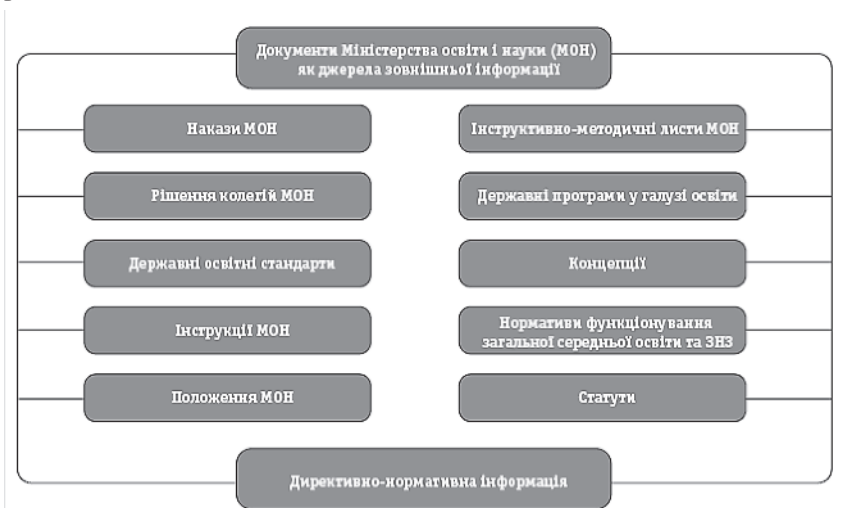 Документи Міністерства освіти і науки (МОН)
як джерела зовнішньої інформації
Накази МОН
Інструктивно-методичні листи МОН
Рішення колегій МОН
Державні програми у галузі освіти
Державні освітні стандарти
Концепції
Інструкції МОН
Нормативи функціонування
загальної середньої освіти та ЗНЗ
Положення МОН
Статути
Директивно-нормативна інформація